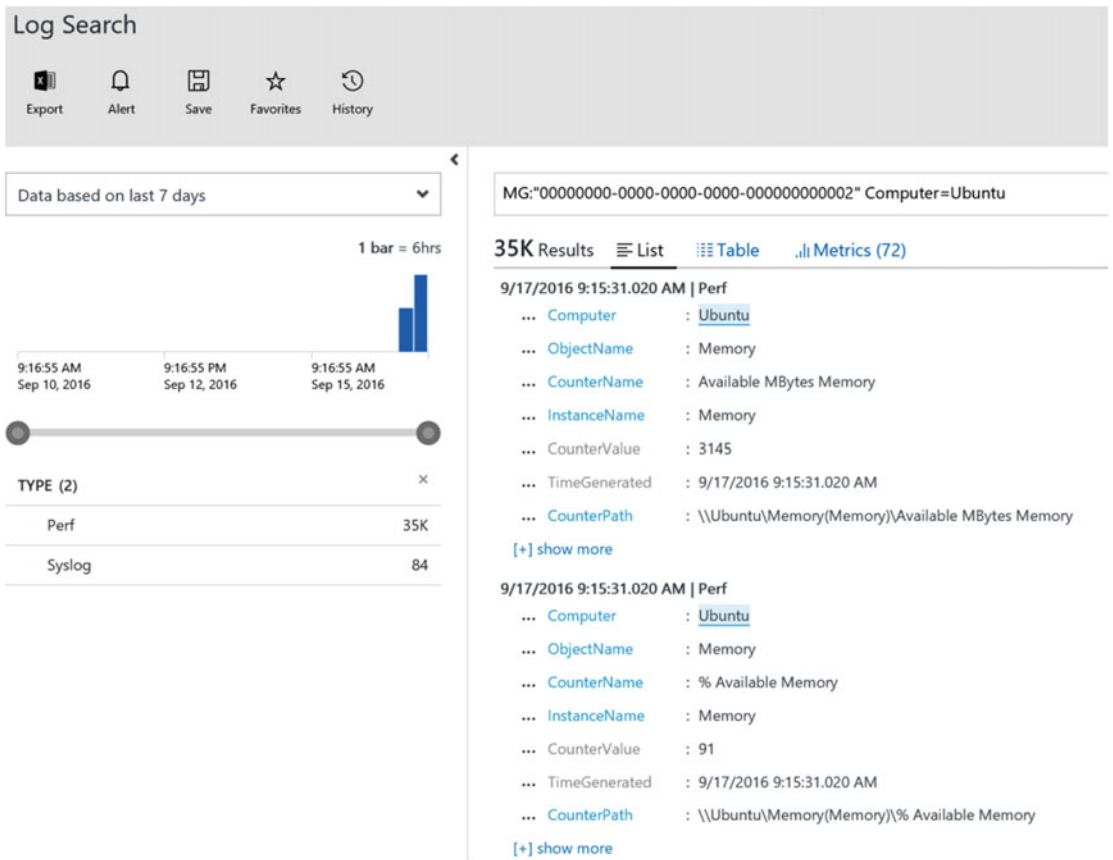 Log Search
Export Alert Save Favorites History
Data based on last 7 days
1 bar = 6hrs
9:16:55 AM 9:16:55 PM 9:16:55 AM
Sep 10, 2016 Sep 12, 2016 Sep 15, 2016
TYPE (2)
Perf 35K
Syslog 84
MG:"00000000-0000-0000-0000-000000000002" Computer=Ubuntu
35K Results List Table Metrics (72)
9/17/2016 9:15:31.020 AM | Perf
... Computer : Ubuntu
... ObjectName : Memory
... CounterName : Available MBytes Memory
... InstanceName : Memory
... CounterValue : 3145
... TimeGenerated : 9/17/2016 9:15:31.020 AM
... CounterPath : \\Ubuntu\Memory(Memory)\Available MBytes Memory
[+] show more
9/17/2016 9:15:31.020 AM | Perf
... Computer : Ubuntu
... ObjectName : Memory
... CounterName : % Available Memory
... InstanceName : Memory
... CounterValue : 91
... TimeGenerated : 9/17/2016 9:15:31.020 AM
... CounterPath : \\Ubuntu\Memory(Memory)\% Available Memory
[+] show more